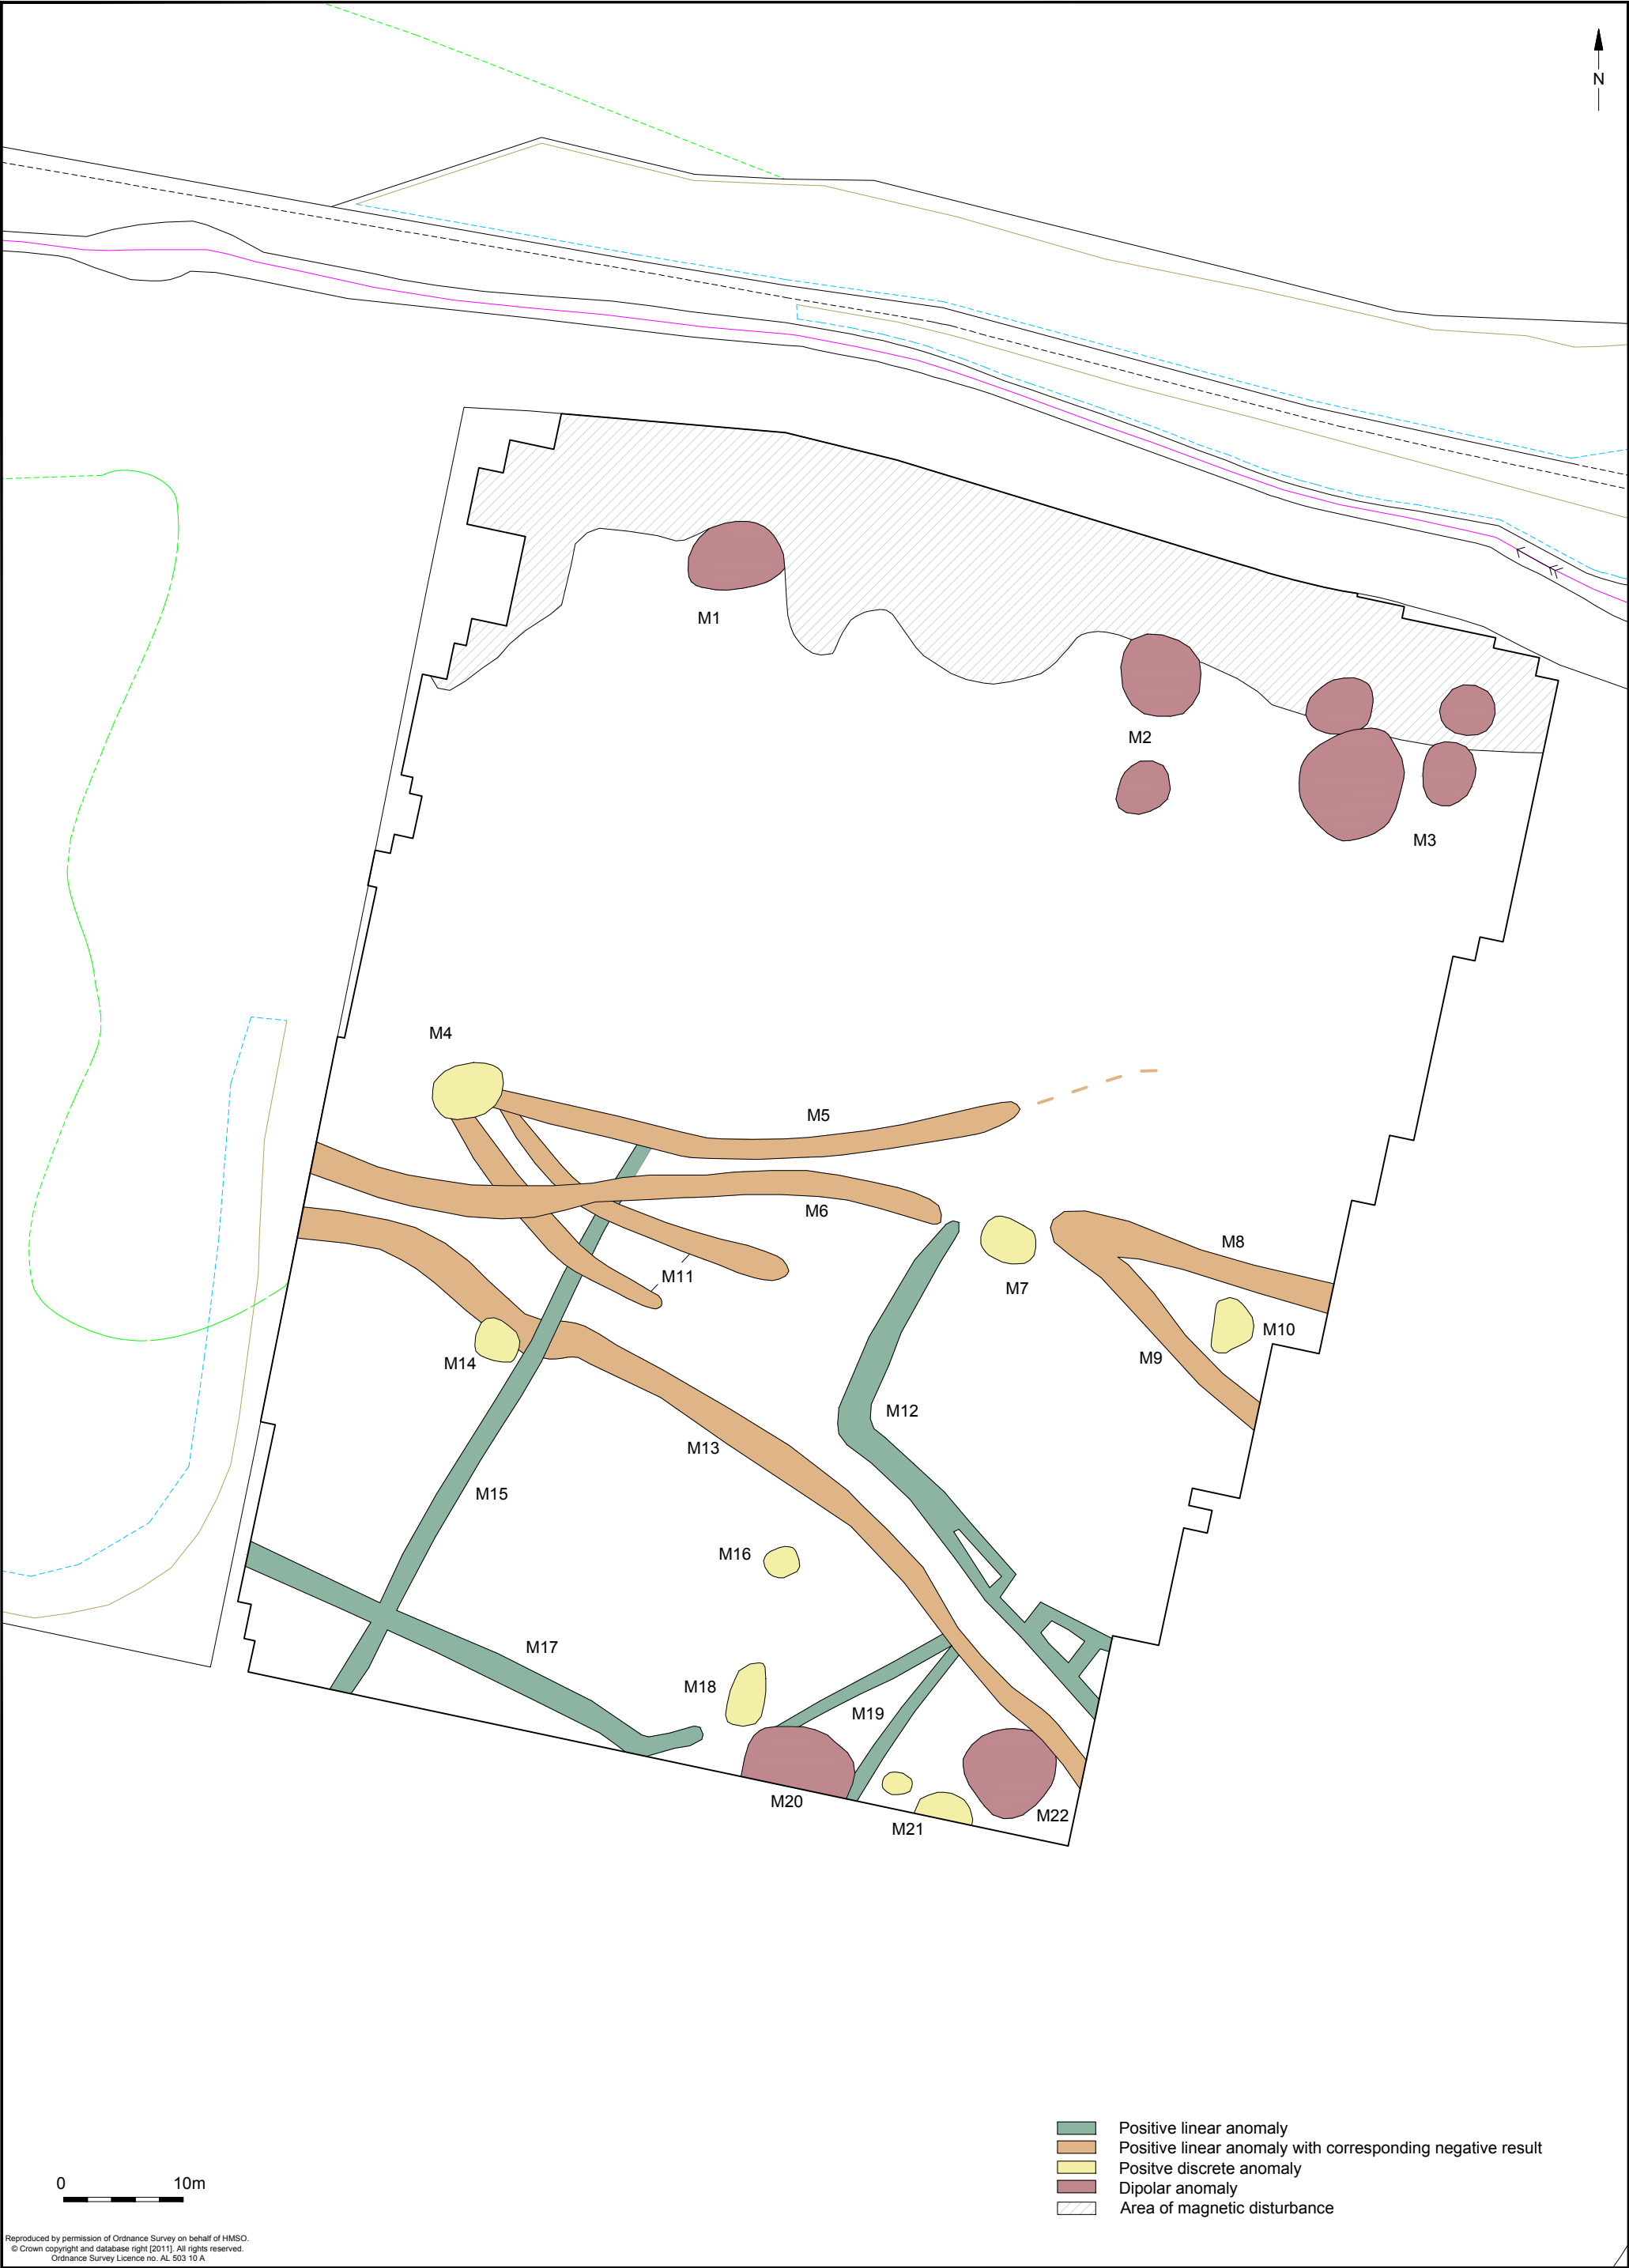 N
M1
M2
M3
M4
M5
M6
M8
M11
M7
M10
M14
M9
M12
M13
M15
M16
M17
M18
M19
M20
M22
M21
Positive linear anomaly
Positive linear anomaly with corresponding negative result
Positve discrete anomaly
Dipolar anomaly
Area of magnetic disturbance
0 10m
Reproduced by permission of Ordnance Survey on behalf of HMSO.
© Crown copyright and database right [2011]. All rights reserved.
Ordnance Survey Licence no. AL 503 10 A